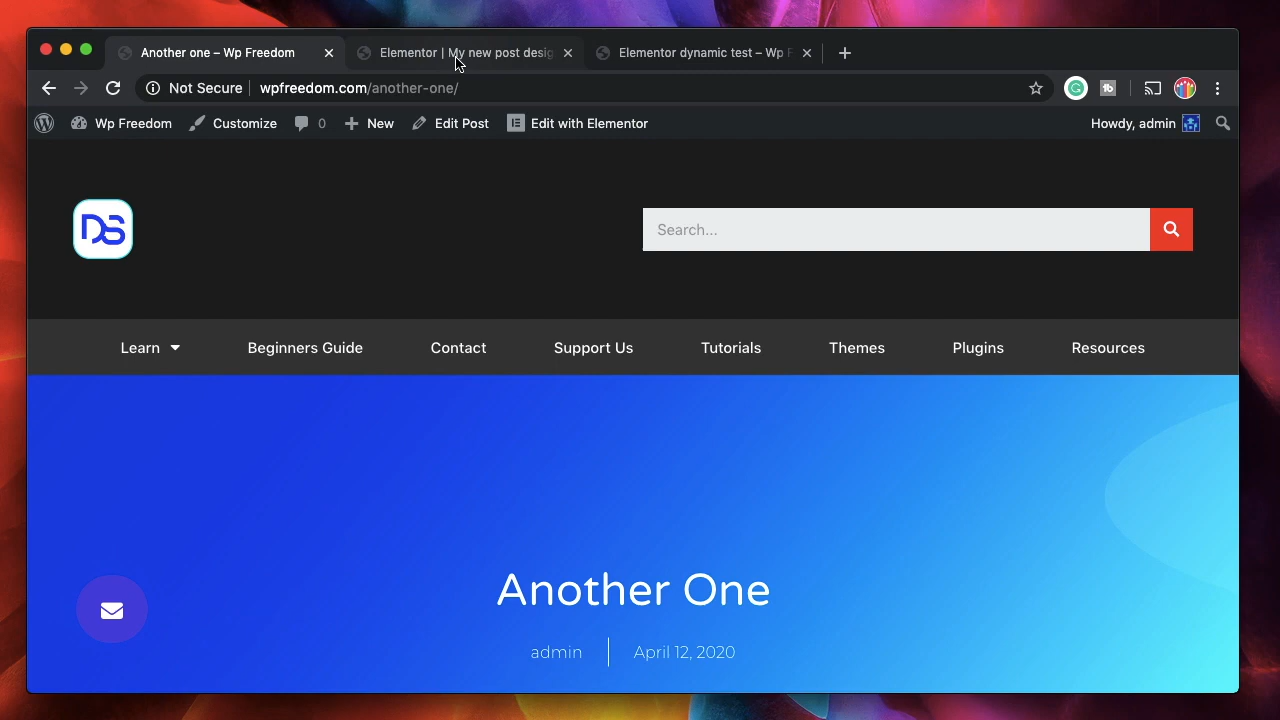 Another one – Wp Freedom
Elementor | My new post desig
Elementor dynamic test – Wp F
Not Secure
wpfreedom.com/another-one/
Wp Freedom
Customize
0
New
Edit Post
Edit with Elementor
Howdy, admin
DS
Search...
Learn
Beginners Guide
Contact
Support Us
Tutorials
Themes
Plugins
Resources
Another One
admin
April 12, 2020